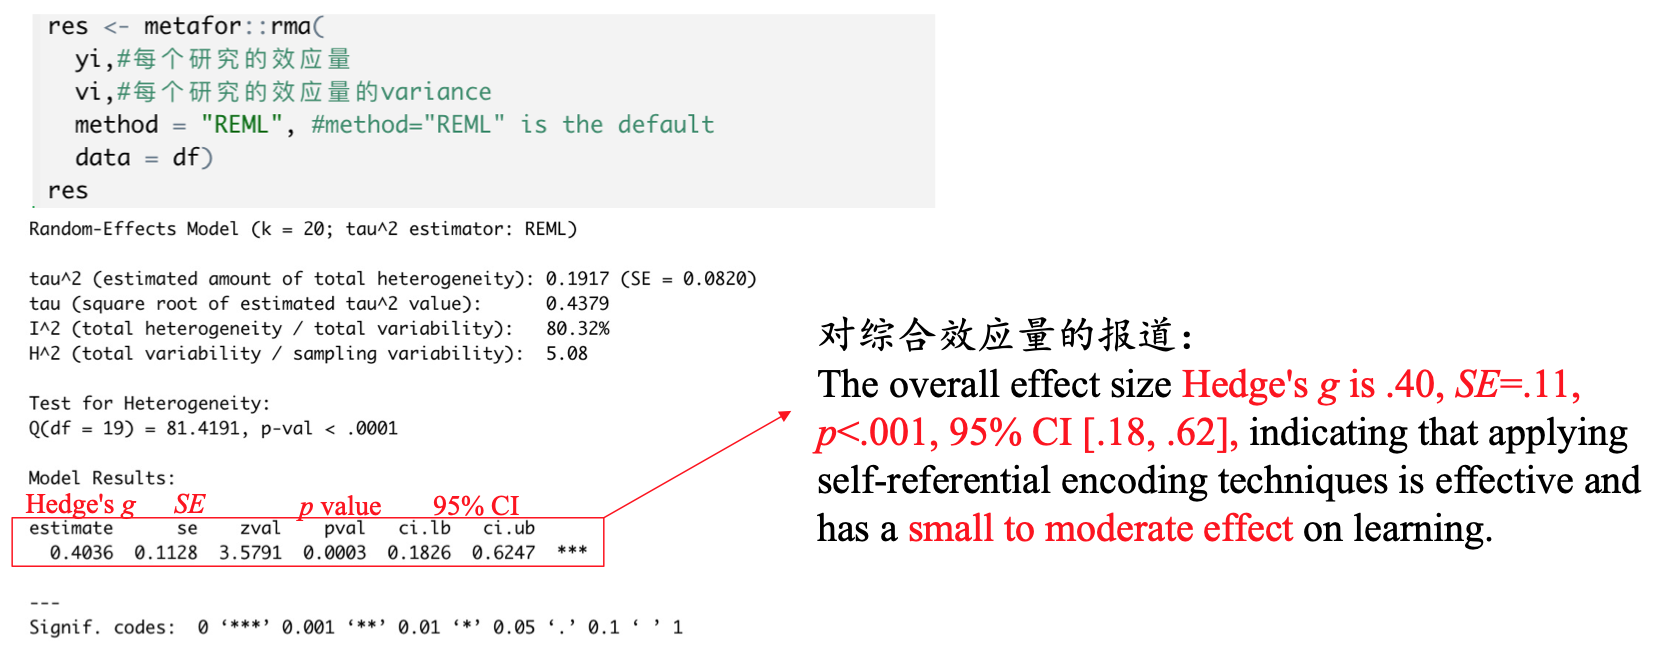 res <- metafor::rma(
  yi,#每个研究的效应量
  vi,#每个研究的效应量的variance
  method = "REML", #method="REML" is the default
  data = df)
res
Random-Effects Model (k = 20; tau^2 estimator: REML)
tau^2 (estimated amount of total heterogeneity): 0.1917 (SE = 0.0820)
tau (square root of estimated tau^2 value):      0.4379
I^2 (total heterogeneity / total variability):   80.32%
H^2 (total variability / sampling variability):  5.08
Test for Heterogeneity:
Q(df = 19) = 81.4191, p-val < .0001
Model Results:
Hedge's g SE p value 95% CI
estimate      se    zval    pval   ci.lb   ci.ub
  0.4036  0.1128  3.5791  0.0003  0.1826  0.6247  ***
---
Signif. codes:  0 ‘***’ 0.001 ‘**’ 0.01 ‘*’ 0.05 ‘.’ 0.1 ‘ ’ 1
对综合效应量的报道：
The overall effect size Hedge's g is .40, SE=.11,
p<.001, 95% CI [.18, .62], indicating that applying
self-referential encoding techniques is effective and
has a small to moderate effect on learning.